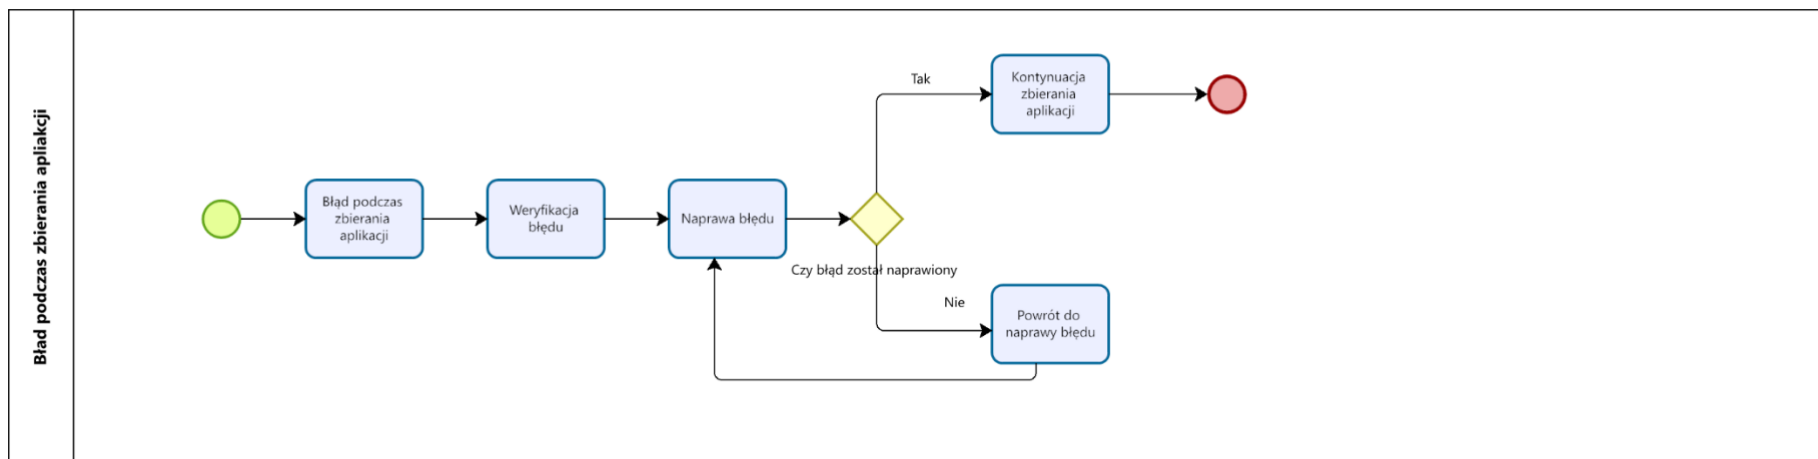 Bład podczas zbierania apliakcji
Błąd podczas
zbierania
aplikacji
Weryfikacja
błędu
Naprawa błędu
Czy błąd został naprawiony
Tak
Kontynuacja
zbierania
aplikacji
Nie
Powrót do
naprawy błędu